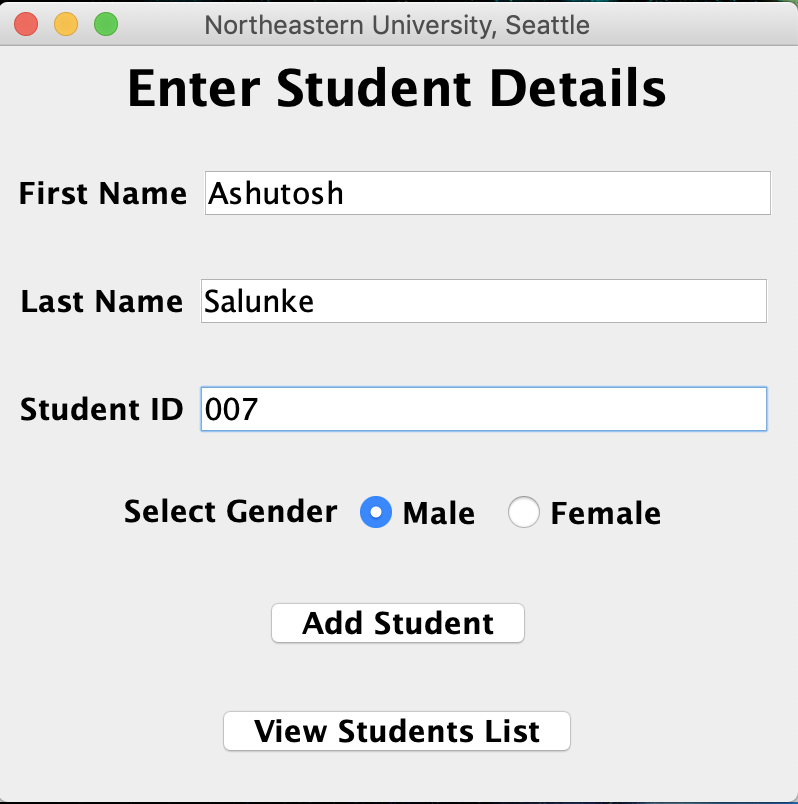 Northeastern University, Seattle
Enter Student Details
First Name Ashutosh
Last Name Salunke
Student ID 007
Select Gender Male Female
Add Student
View Students List